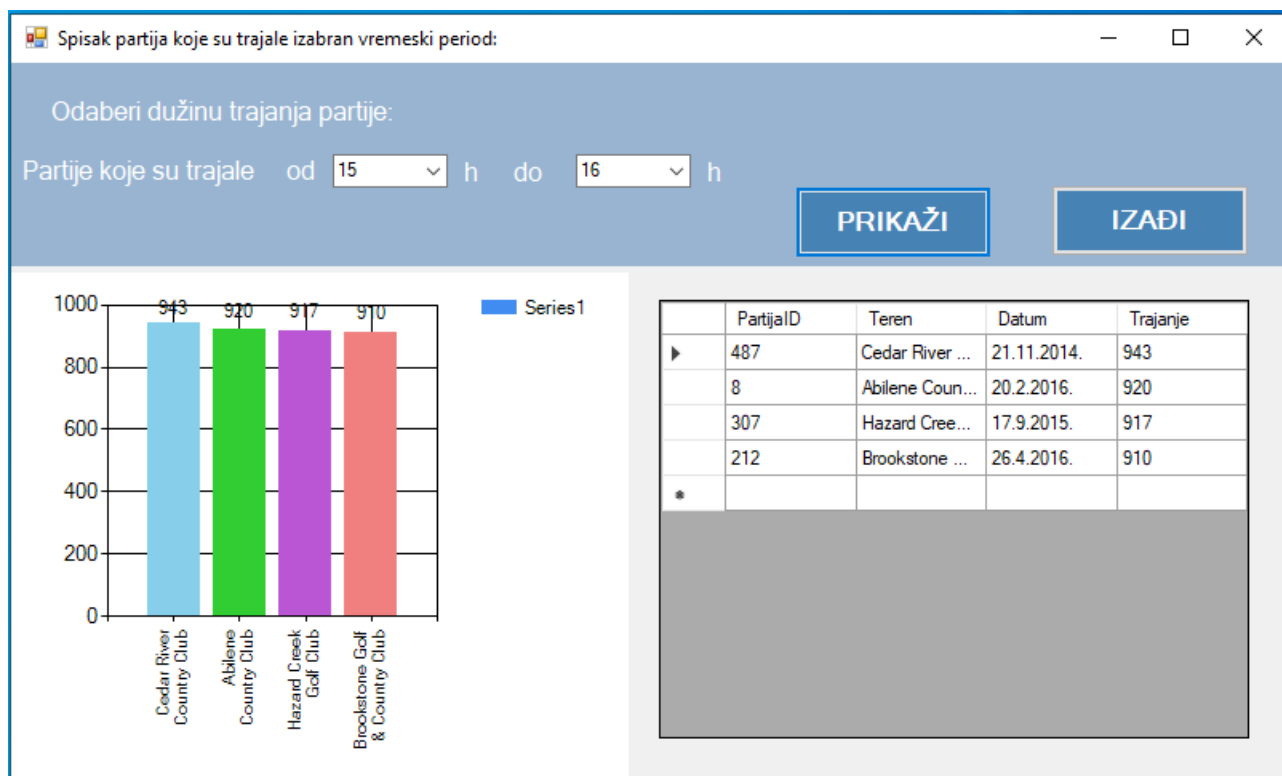 Spisak partija koje su trajale izabran vremeski period:
Odaberi dužinu trajanja partije:
Partije koje su trajale od 15 h do 16 h
PRIKAŽI IZAĐI
1000
800
600
400
200
0
943 920 917 910
Cedar River
Country Club
Abilene
Country Club
Hazard Creek
Golf Club
Brookstone Golf
& Country Club
Series1
PartijaID Teren Datum Trajanje
487 Cedar River ... 21.11.2014. 943
8 Abilene Coun... 20.2.2016. 920
307 Hazard Cree... 17.9.2015. 917
212 Brookstone ... 26.4.2016. 910